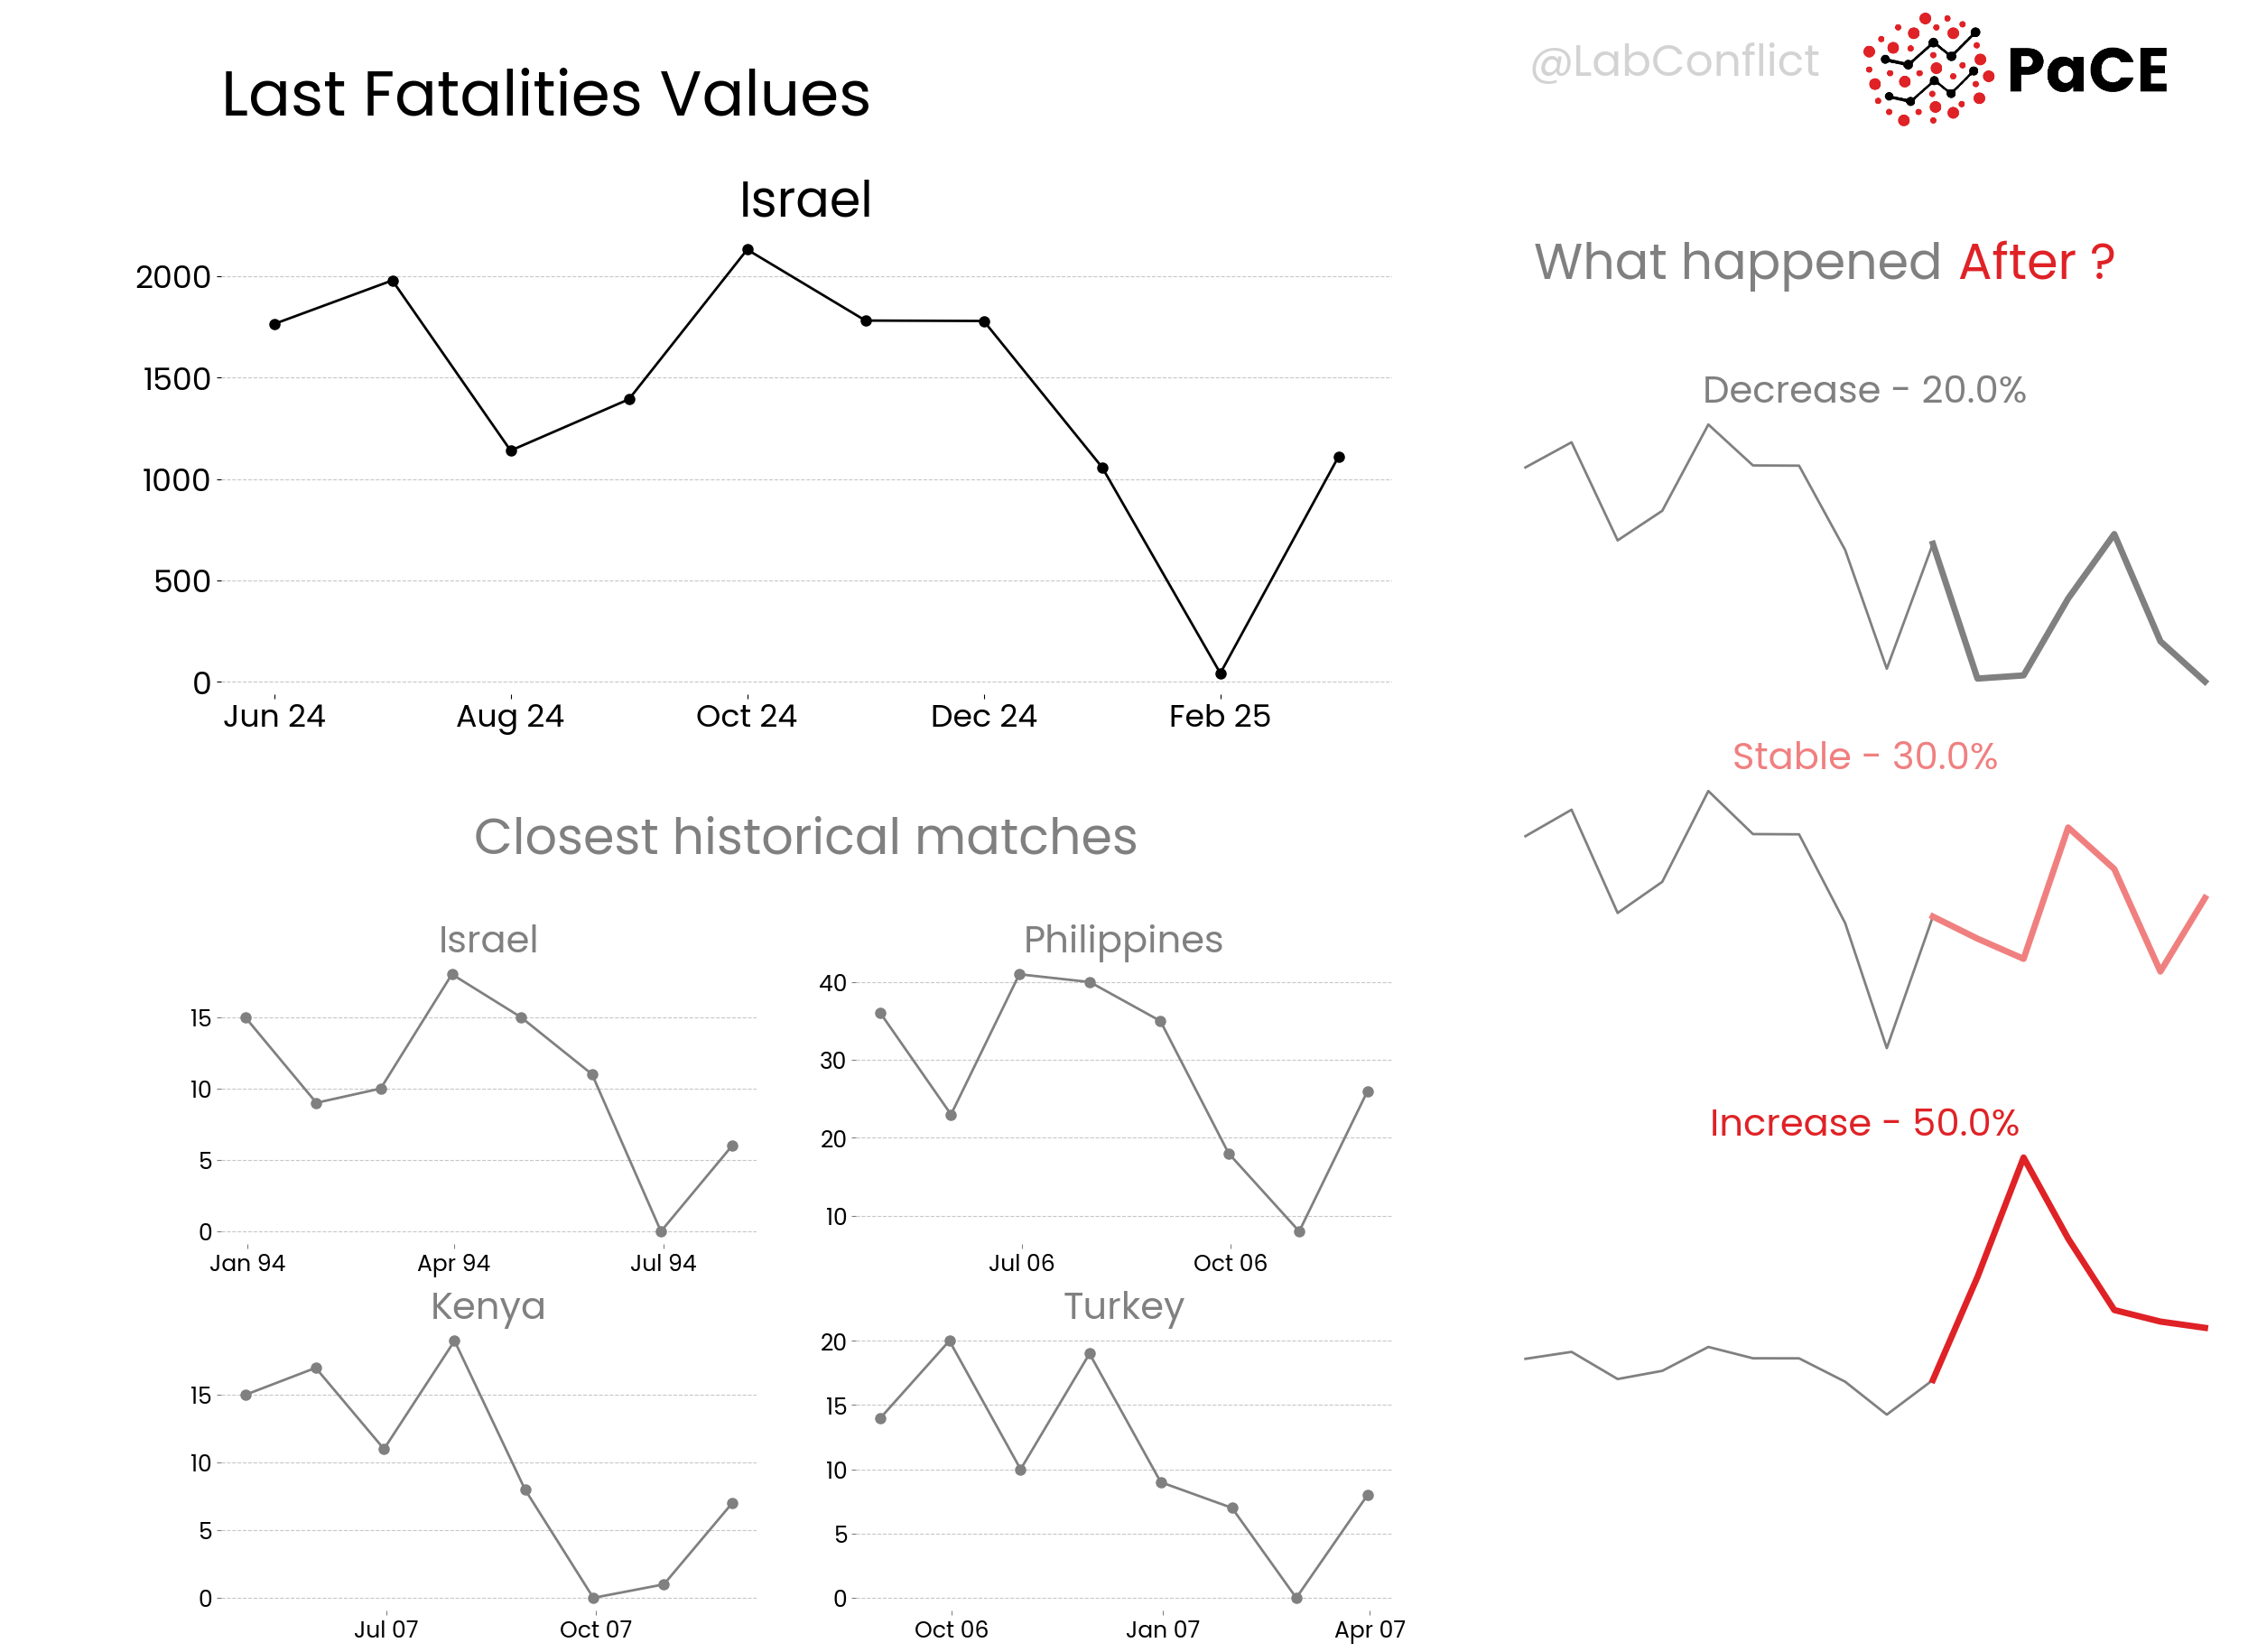 @LabConflict
PaCE
Last Fatalities Values
Israel
2000
1500
1000
500
0
Jun 24 Aug 24 Oct 24 Dec 24 Feb 25
What happened After ?
Decrease - 20.0%
Stable - 30.0%
Increase - 50.0%
Closest historical matches
Israel
15
10
5
0
Jan 94 Apr 94 Jul 94
Philippines
40
30
20
10
Jul 06 Oct 06
Kenya
15
10
5
0
Jul 07 Oct 07
Turkey
20
15
10
5
0
Oct 06 Jan 07 Apr 07